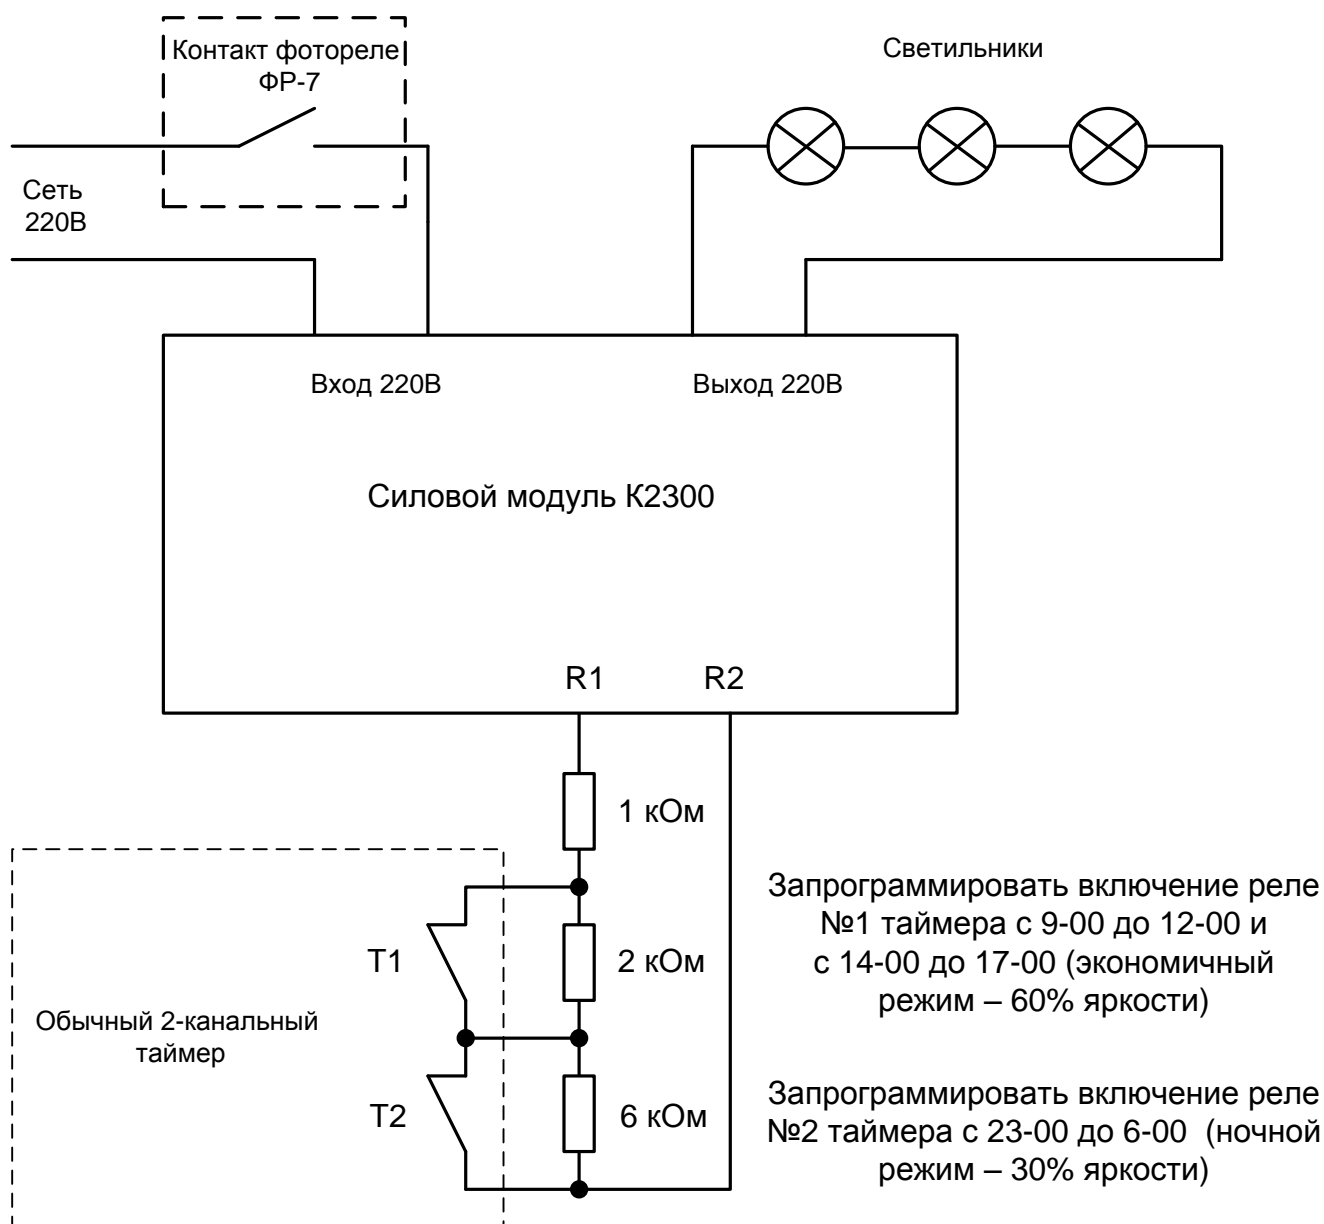 Контакт фотореле
ФР-7
Светильники
Сеть
220В
Вход 220В
Выход 220В
Силовой модуль К2300
R1
R2
1 кОм
T1
2 кОм
Обычный 2-канальный
таймер
T2
6 кОм
Запрограммировать включение реле
№1 таймера с 9-00 до 12-00 и
с 14-00 до 17-00 (экономичный
режим – 60% яркости)
Запрограммировать включение реле
№2 таймера с 23-00 до 6-00 (ночной
режим – 30% яркости)